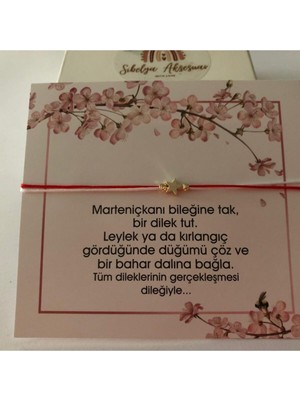 Sibelyu Aksesuar
Marteniçkanı bileğine tak,
bir dilek tut.
Leylek ya da kırlangıç
gördüğünde düğümü çöz ve
bir bahar dalına bağla.
Tüm dileklerinin gerçekleşmesi
dileğiyle...